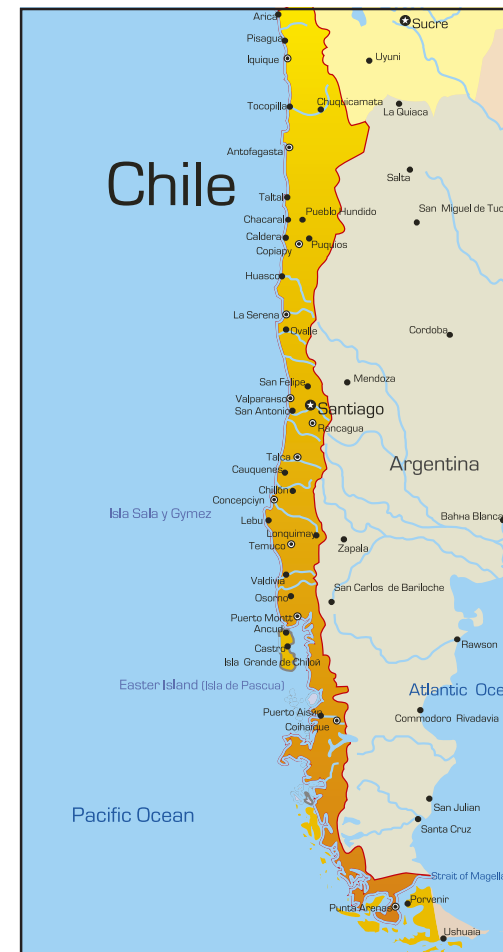 Arica
Sucre
Pisagua
Iquique
Uyuni
Tocopilla
Chuquicamata
La Quiaca
Antofagasta
Chile
Salta
Taltal
Chacaral
Pueblo Hundido
San Miguel de Tuc
Caldera
Copiapy
Puquios
Huasco
La Serena
Ovalle
Cordoba
San Felipe
Mendoza
Valparaнso
San Antonio
Santiago
Rancagua
Talca
Argentina
Cauquenes
Chillőn
Concepciyn
Isla Sala y Gymez
Lebu
Bahнa Blanca
Lonquimay
Temuco
Zapala
Valdivia
San Carlos de Bariloche
Osorno
Puerto Montt
Ancud
Rawson
Castro
Isla Grande de Chiloй
Easter Island (Isla de Pascua)
Atlantic Oce
Puerto Aisйn
Commodoro Rivadavia
Coihaique
San Julian
Pacific Ocean
Santa Cruz
Strait of Magella
Punta Arenas
Porvenir
Ushuaia